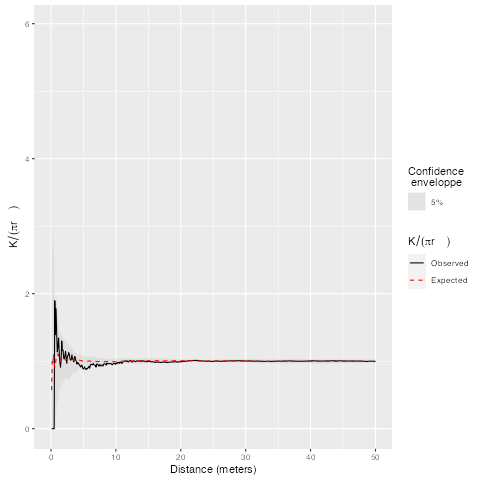 6
4
2
0
K/(πr )
0
10
20
30
40
50
Distance (meters)
Confidence
enveloppe
5%
K/(πr )
Observed
Expected